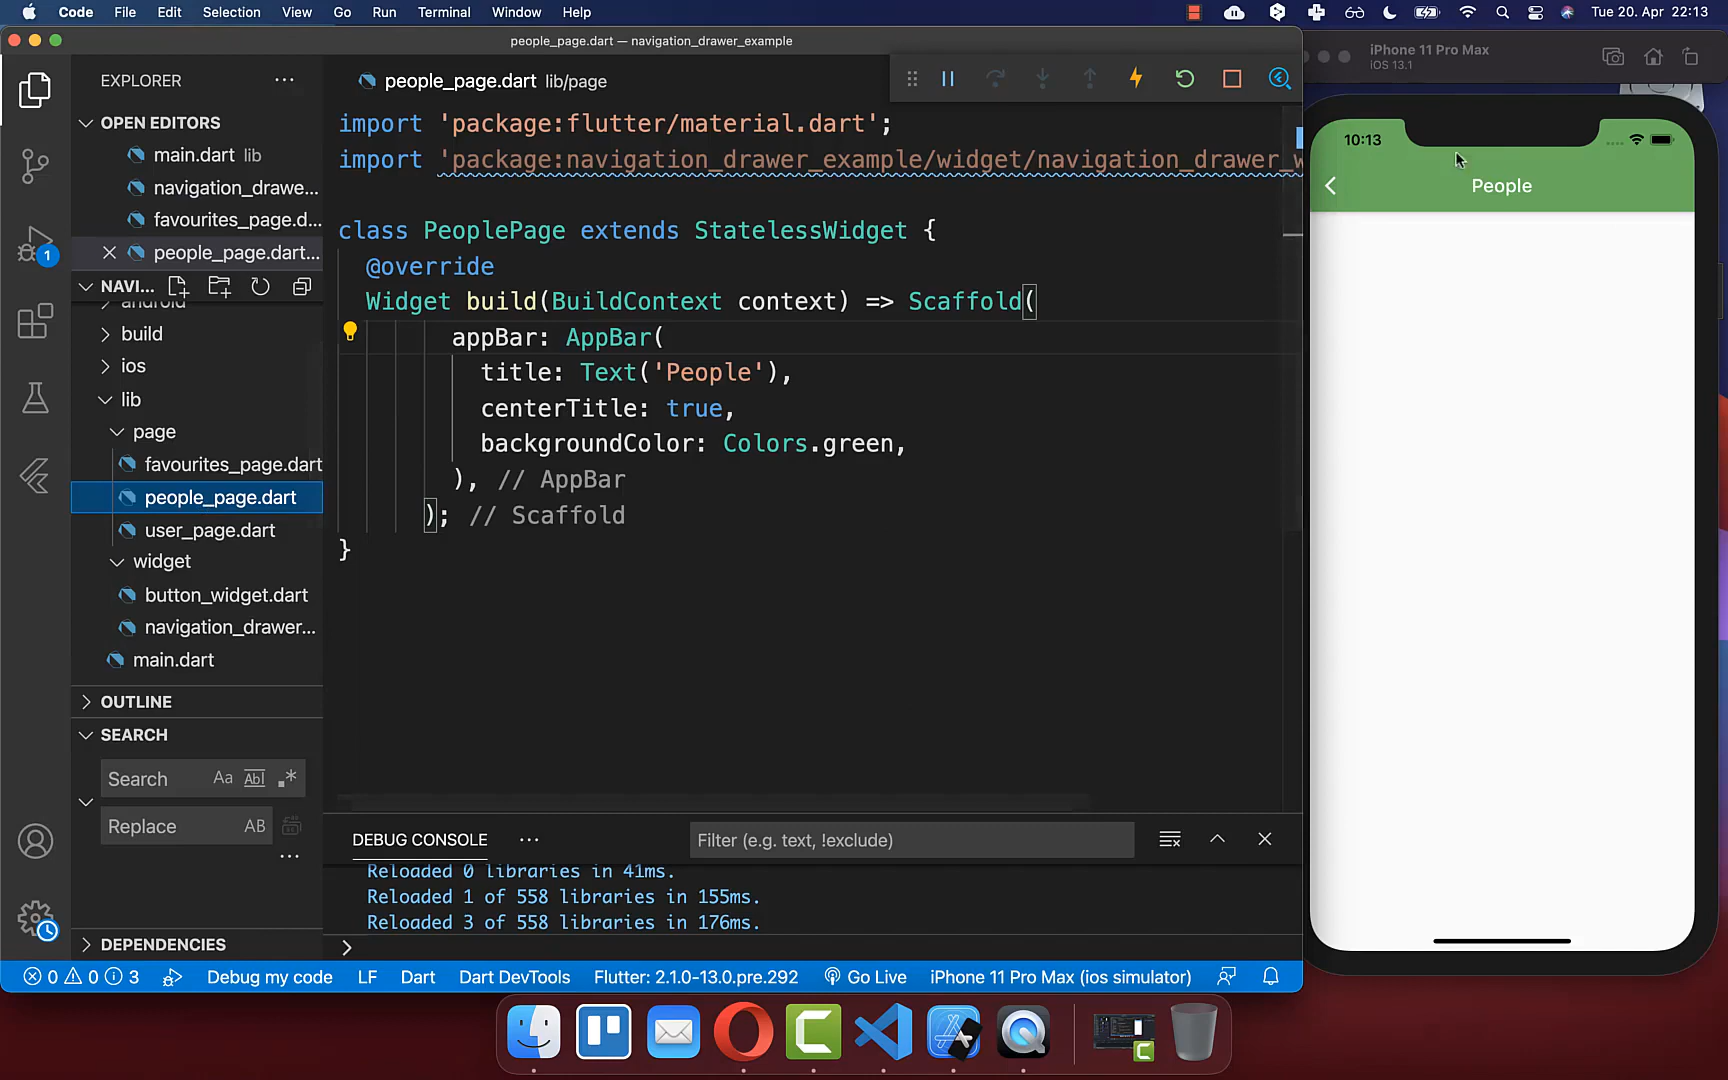 Code File Edit Selection View Go Run Terminal Window Help Tue 20. Apr 22:13
people_page.dart — navigation_drawer_example
iPhone 11 Pro Max
iOS 13.1
EXPLORER
people_page.dart lib/page
OPEN EDITORS
main.dart lib
navigation_drawe...
favourites_page.d...
people_page.dart...
NAVI...
android
build
ios
lib
page
favourites_page.dart
people_page.dart
user_page.dart
widget
button_widget.dart
navigation_drawer...
main.dart
OUTLINE
SEARCH
Search Aa Abl .*
Replace AB
...
DEPENDENCIES
import 'package:flutter/material.dart';
import 'package:navigation_drawer_example/widget/navigation_drawer_w
class PeoplePage extends StatelessWidget {
@override
Widget build(BuildContext context) => Scaffold(
appBar: AppBar(
title: Text('People'),
centerTitle: true,
backgroundColor: Colors.green,
), // AppBar
); // Scaffold
}
DEBUG CONSOLE ... Filter (e.g. text, !exclude)
Reloaded 0 libraries in 41ms.
Reloaded 1 of 558 libraries in 155ms.
Reloaded 3 of 558 libraries in 176ms.
1
0 0 3 Debug my code LF Dart Dart DevTools Flutter: 2.1.0-13.0.pre.292 Go Live iPhone 11 Pro Max (ios simulator)
10:13
People